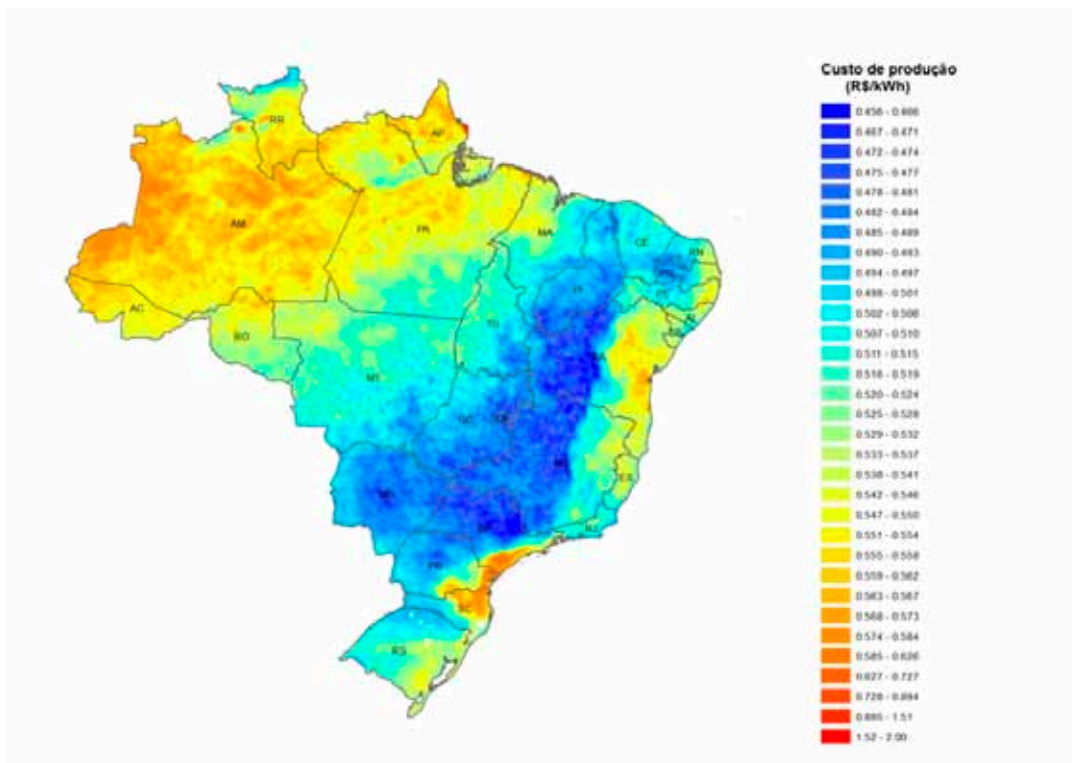 Custo de produção
(R$/kWh)
0.456 - 0.466
0.467 - 0.471
0.472 - 0.474
0.475 - 0.477
0.478 - 0.481
0.482 - 0.484
0.485 - 0.489
0.490 - 0.493
0.494 - 0.497
0.498 - 0.501
0.502 - 0.506
0.507 - 0.510
0.511 - 0.515
0.516 - 0.519
0.520 - 0.524
0.525 - 0.528
0.529 - 0.532
0.533 - 0.537
0.538 - 0.541
0.542 - 0.546
0.547 - 0.550
0.551 - 0.554
0.555 - 0.558
0.559 - 0.562
0.563 - 0.567
0.568 - 0.573
0.574 - 0.584
0.585 - 0.626
0.627 - 0.727
0.728 - 0.894
0.895 - 1.51
1.52 - 2.00
RR
AP
AM
PA
MA
CE
RN
PB
PI
PE
AC
TO
AL
RO
SE
BA
MT
GO
DF
MG
ES
MS
SP
RJ
PR
SC
RS